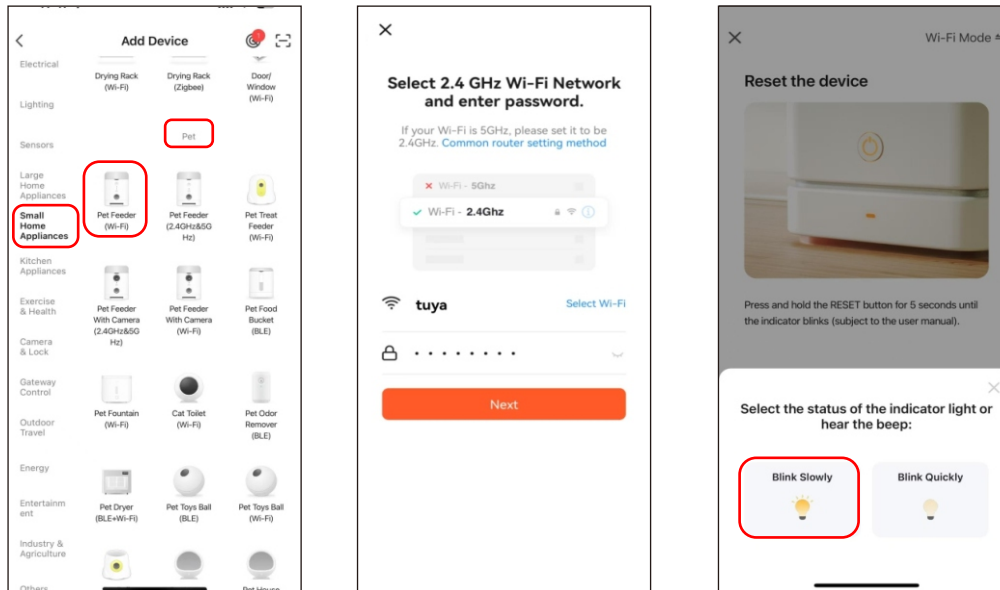 Add Device
Electrical
Lighting
Sensors
Large
Home
Appliances
Small
Home
Appliances
Kitchen
Appliances
Exercise
& Health
Camera
& Lock
Gateway
Control
Outdoor
Travel
Energy
Entertainm
ent
Industry &
Agriculture
Others
Drying Rack
(Wi-Fi)
Drying Rack
(Zigbee)
Door/
Window
(Wi-Fi)
Pet
Pet Feeder
(Wi-Fi)
Pet Feeder
(2.4GHz&5G
Hz)
Pet Treat
Feeder
(Wi-Fi)
Pet Feeder
With Camera
(2.4GHz&5G
Hz)
Pet Feeder
With Camera
(Wi-Fi)
Pet Food
Bucket
(BLE)
Pet Fountain
(Wi-Fi)
Cat Toilet
(Wi-Fi)
Pet Odor
Remover
(BLE)
Pet Dryer
(BLE+Wi-Fi)
Pet Toys Ball
(BLE)
Pet Toys Ball
(Wi-Fi)
Pet House
Select 2.4 GHz Wi-Fi Network
and enter password.
If your Wi-Fi is 5GHz, please set it to be
2.4GHz. Common router setting method
Wi-Fi - 5Ghz
Wi-Fi - 2.4Ghz
tuya
Select Wi-Fi
Next
Wi-Fi Mode
Reset the device
Press and hold the RESET button for 5 seconds until
the indicator blinks (subject to the user manual).
Select the status of the indicator light or
hear the beep:
Blink Slowly
Blink Quickly